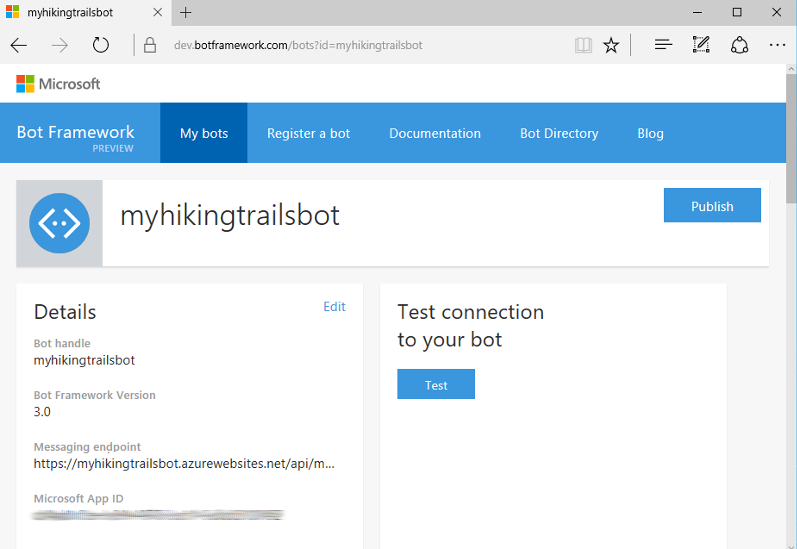 myhikingtrailsbot
dev.botframework.com/bots?id=myhikingtrailsbot
Microsoft
Bot Framework
PREVIEW
My bots
Register a bot
Documentation
Bot Directory
Blog
myhikingtrailsbot
Publish
Details
Edit
Bot handle
myhikingtrailsbot
Bot Framework Version
3.0
Messaging endpoint
https://myhikingtrailsbot.azurewebsites.net/api/m...
Microsoft App ID
Test connection
to your bot
Test